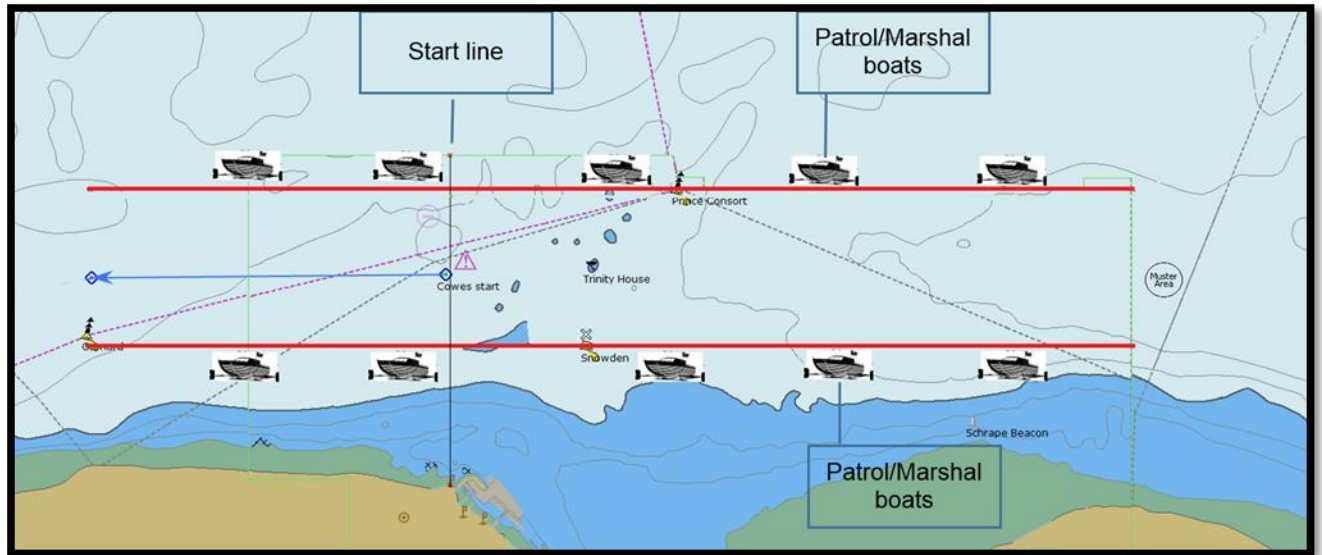 Start line
Patrol/Marshal
boats
Prince Consort
Cowes start
Trinity House
Muster
Area
Gurnard
Snowden
Schrape Beacon
Patrol/Marshal
boats